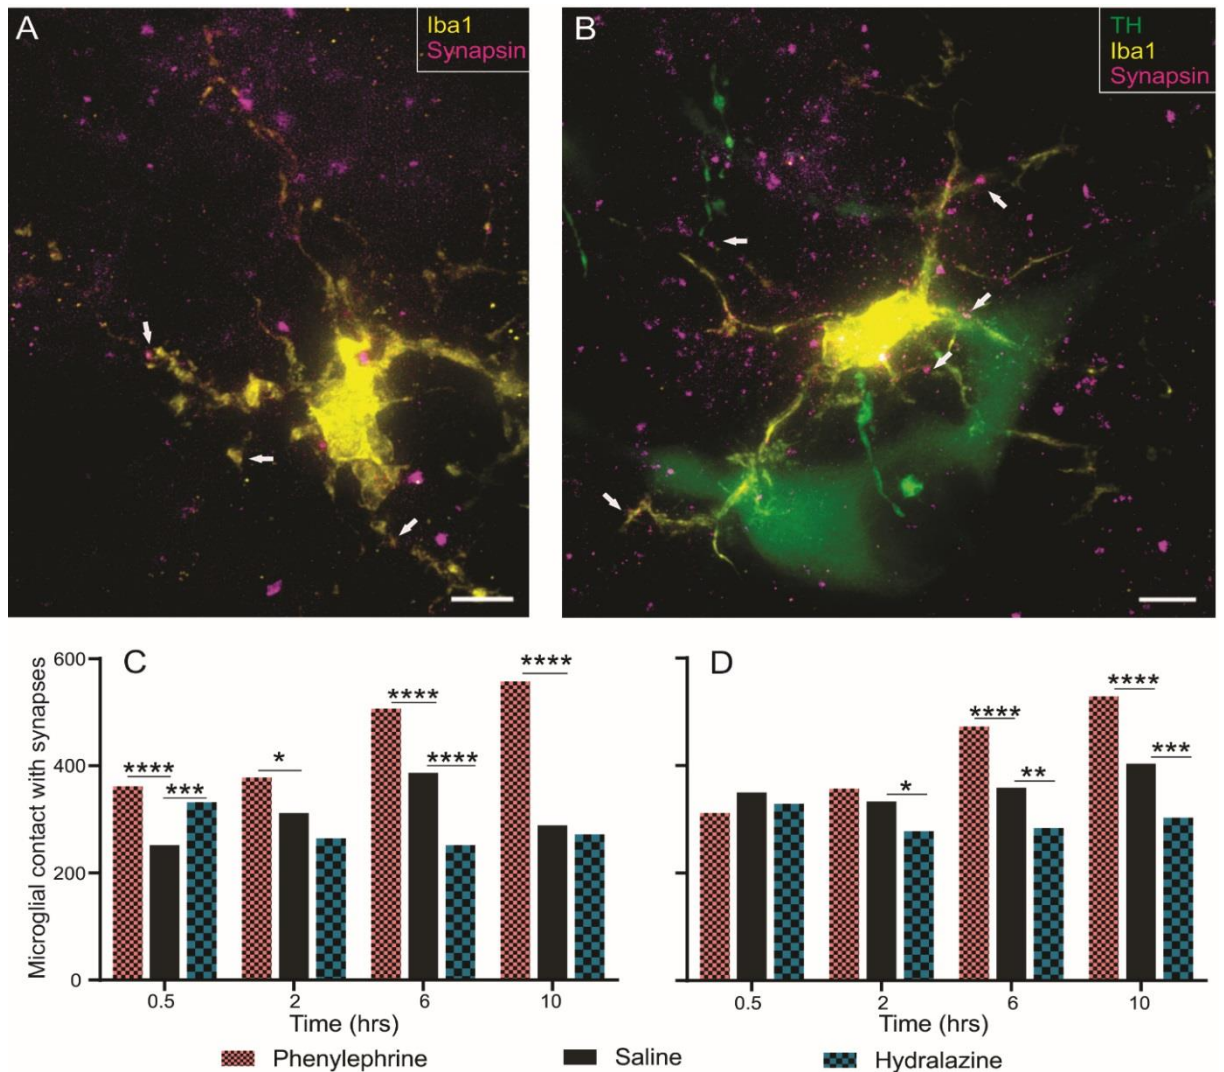 A
Iba1
Synapsin
B
TH
Iba1
Synapsin
C
600
400
200
0
Microglial contact with synapses
****
***
*
****
****
****
0.5
2
6
10
Time (hrs)
D
*
****
**
****
***
0.5
2
6
10
Time (hrs)
Phenylephrine
Saline
Hydralazine